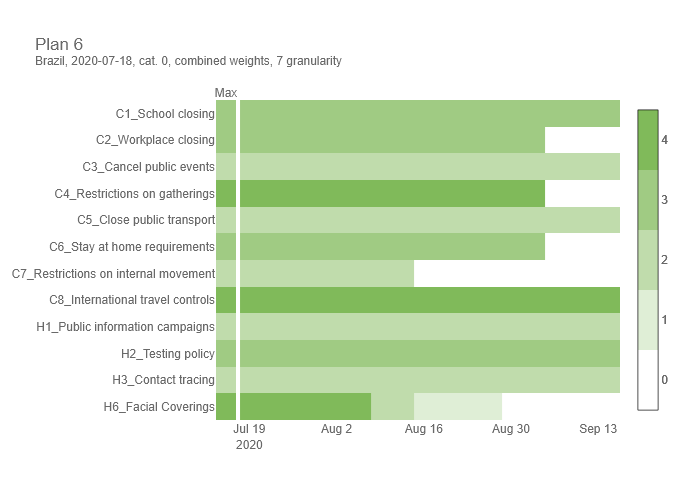 Plan 6
Brazil, 2020-07-18, cat. 0, combined weights, 7 granularity
Max
C1_School closing
C2_Workplace closing
C3_Cancel public events
C4_Restrictions on gatherings
C5_Close public transport
C6_Stay at home requirements
C7_Restrictions on internal movement
C8_International travel controls
H1_Public information campaigns
H2_Testing policy
H3_Contact tracing
H6_Facial Coverings
Jul 19 Aug 2 Aug 16 Aug 30 Sep 13
2020
4
3
2
1
0